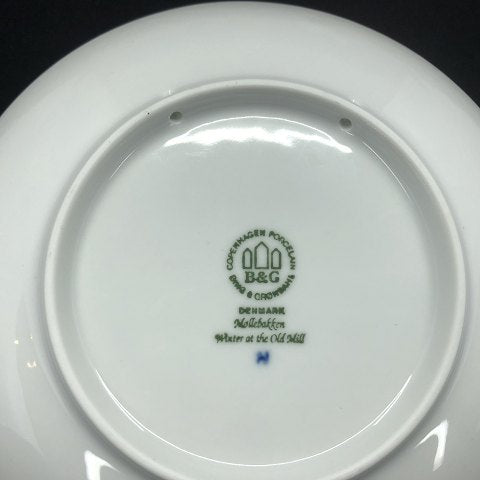 COPENHAGEN PORCELAIN
B&G
BING & GRØNDAHL
DENMARK
Møllebakken
Winter at the Old Mill
N